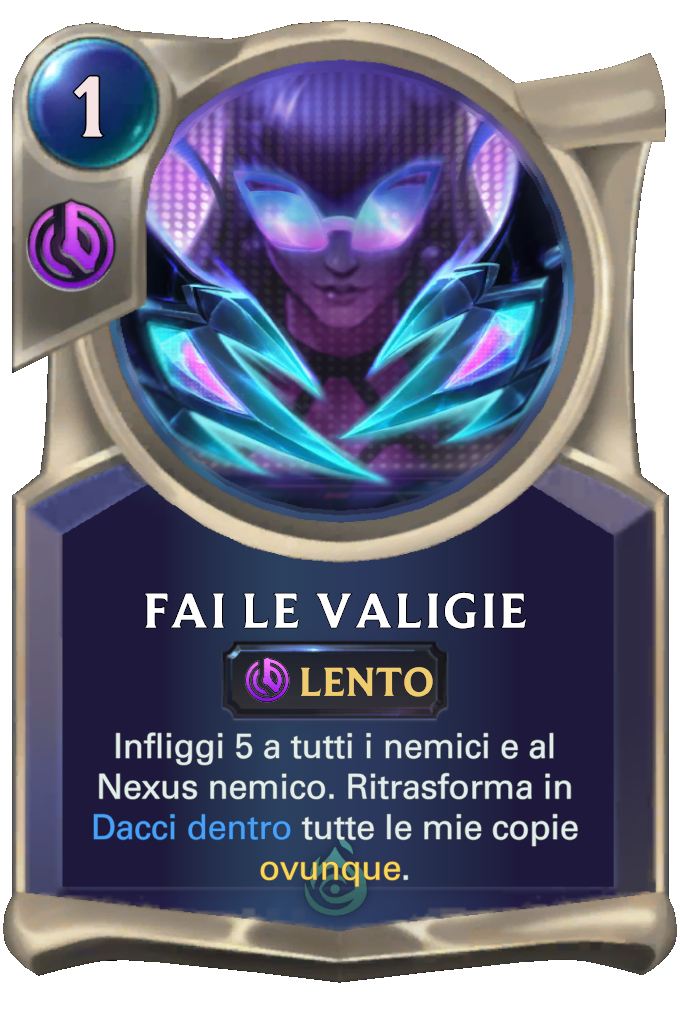 1
FAI LE VALIGIE
LENTO
Infliggi 5 a tutti i nemici e al
Nexus nemico. Ritrasforma in
Dacci dentro tutte le mie copie
ovunque.